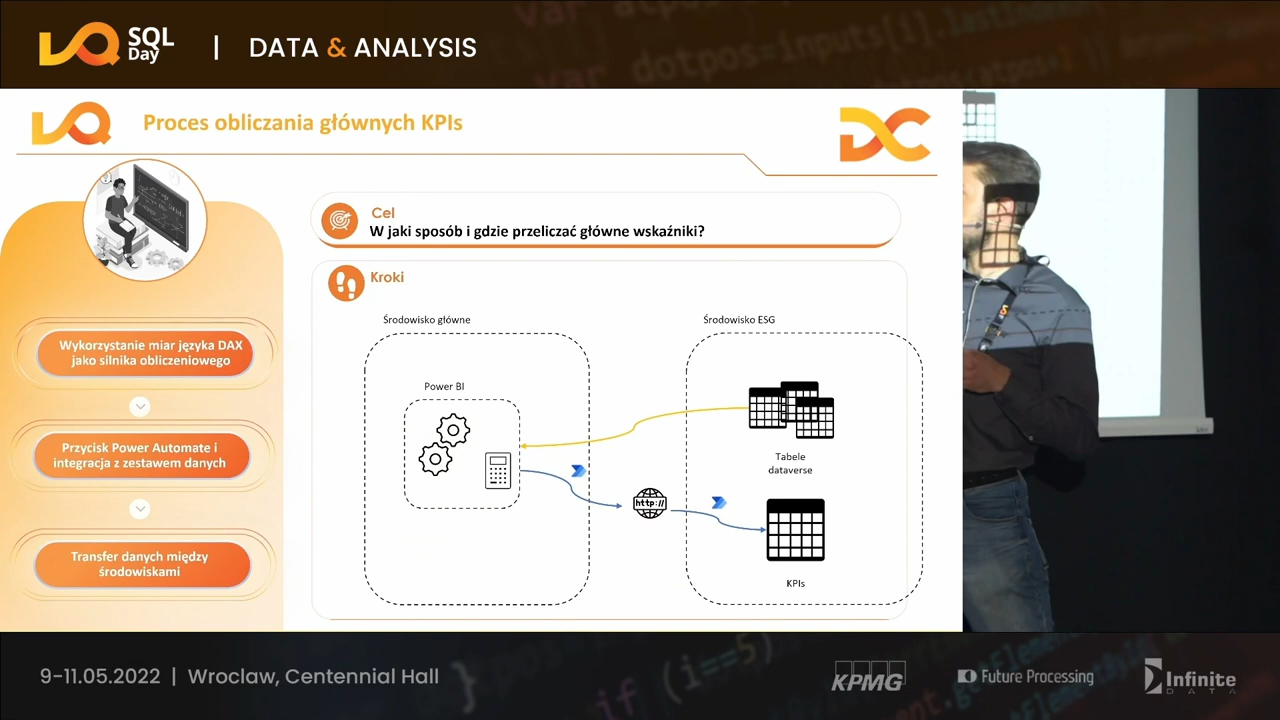 SQL
Day
| DATA & ANALYSIS
Proces obliczania głównych KPIs
DC
Cel
W jaki sposób i gdzie przeliczać główne wskaźniki?
Kroki
Wykorzystanie miar języka DAX
jako silnika obliczeniowego
Przycisk Power Automate i
integracja z zestawem danych
Transfer danych między
środowiskami
Środowisko główne
Środowisko ESG
Power BI
Tabele
dataverse
http://
KPIs
9-11.05.2022 | Wroclaw, Centennial Hall
KPMG
Future Processing
Infinite
DATA